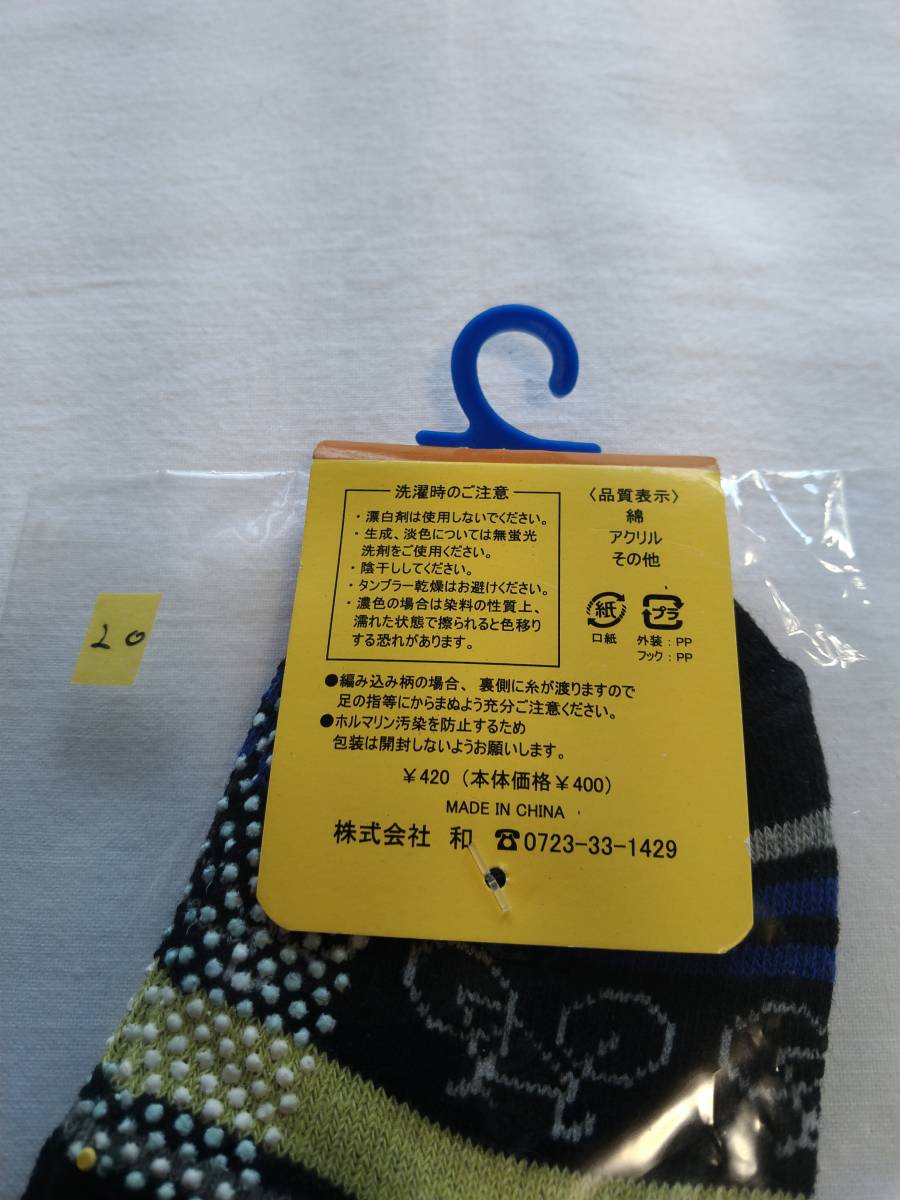 洗濯時のご注意
・漂白剤は使用しないでください。
・生成、淡色については無蛍光
洗剤をご使用ください。
・陰干ししてください。
・タンブラー乾燥はお避けください。
・濃色の場合は染料の性質上、
濡れた状態で擦られると色移り
する恐れがあります。
〈品質表示〉
綿
アクリル
その他
紙
口紙
プラ
外装：PP
フック：PP
●編み込み柄の場合、裏側に糸が渡りますので
足の指等にからまぬよう充分ご注意ください。
●ホルマリン汚染を防止するため
包装は開封しないようお願いします。
￥420（本体価格￥400）
MADE IN CHINA
株式会社 和 ☎0723-33-1429
20